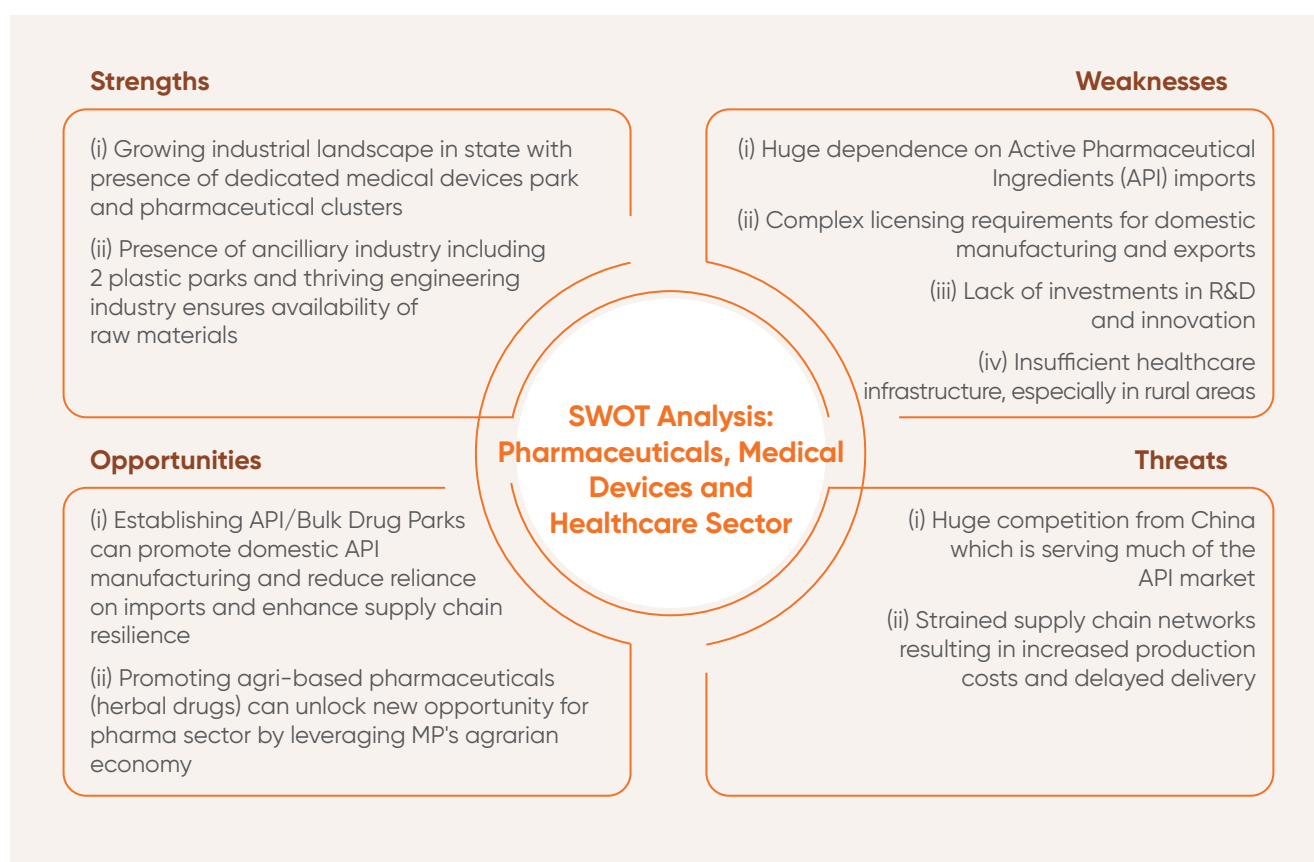 Strengths
(i) Growing industrial landscape in state with
presence of dedicated medical devices park
and pharmaceutical clusters
(ii) Presence of ancilliary industry including
2 plastic parks and thriving engineering
industry ensures availability of
raw materials
Weaknesses
(i) Huge dependence on Active Pharmaceutical
Ingredients (API) imports
(ii) Complex licensing requirements for domestic
manufacturing and exports
(iii) Lack of investments in R&D
and innovation
(iv) Insufficient healthcare
infrastructure, especially in rural areas
SWOT Analysis:
Pharmaceuticals, Medical
Devices and
Healthcare Sector
Opportunities
(i) Establishing API/Bulk Drug Parks
can promote domestic API
manufacturing and reduce reliance
on imports and enhance supply chain
resilience
(ii) Promoting agri-based pharmaceuticals
(herbal drugs) can unlock new opportunity for
pharma sector by leveraging MP's agrarian
economy
Threats
(i) Huge competition from China
which is serving much of the
API market
(ii) Strained supply chain networks
resulting in increased production
costs and delayed delivery